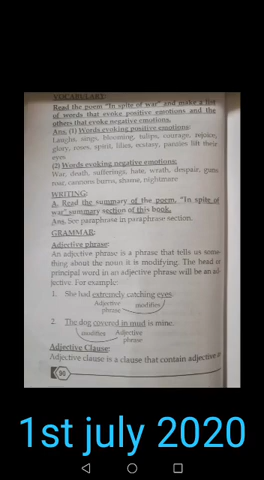 VOCABULARY:
Read the poem "In spite of war" and make a list
of words that evoke positive emotions and the
others that evoke negative emotions.
Ans. (1) Words evoking positive emotions:
Laughs, sings, blooming, tulips, courage, rejoice,
glory, roses, spirit, lilies, ecstasy, pansies lift their
eyes
(2) Words evoking negative emotions:
War, death, sufferings, hate, wrath, despair, guns
roar, cannons burns, shame, nightmare
WRITING:
A. Read the summary of the poem, "In spite of
war" summary section of this book.
Ans. See paraphrase in paraphrase section.
GRAMMAR:
Adjective phrase:
An adjective phrase is a phrase that tells us some
thing about the noun it is modifying. The head or
principal word in an adjective phrase will be an ad-
jective. For example:
1. She had extremely catching eyes.
Adjective modifies
phrase
2. The dog covered in mud is mine.
modifies Adjective
phrase
Adjective Clause:
Adjective clause is a clause that contain adjective
90
1st july 2020